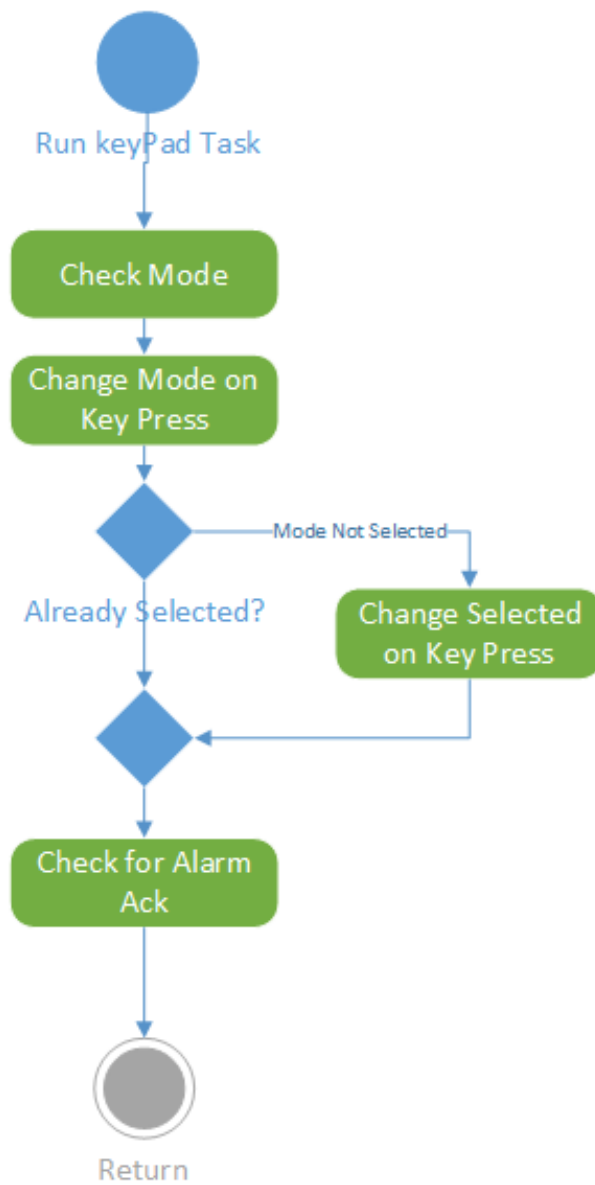 Run keyPad Task
Check Mode
Change Mode on
Key Press
Mode Not Selected
Already Selected?
Change Selected
on Key Press
Check for Alarm
Ack
Return